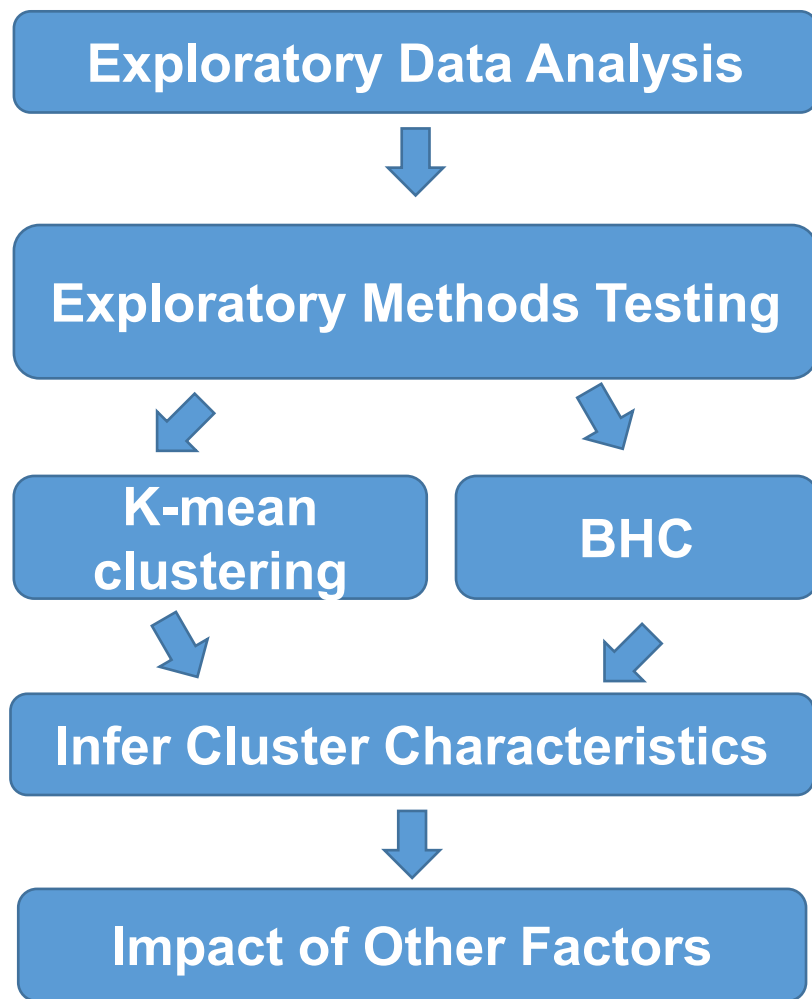 Exploratory Data Analysis
Exploratory Methods Testing
K-mean
clustering
BHC
Infer Cluster Characteristics
Impact of Other Factors